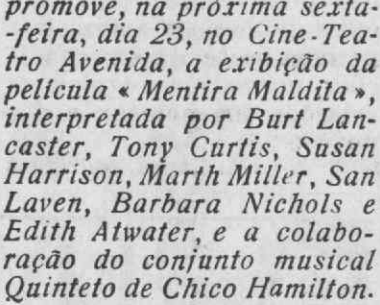 promove, na próxima sexta-
-feira, dia 23, no Cine-Tea-
tro Avenida, a exibição da
película « Mentira Maldita »,
interpretada por Burt Lan-
caster, Tony Curtis, Susan
Harrison, Marth Miller, San
Laven, Barbara Nichols e
Edith Atwater, e a colabo-
ração do conjunto musical
Quinteto de Chico Hamilton.